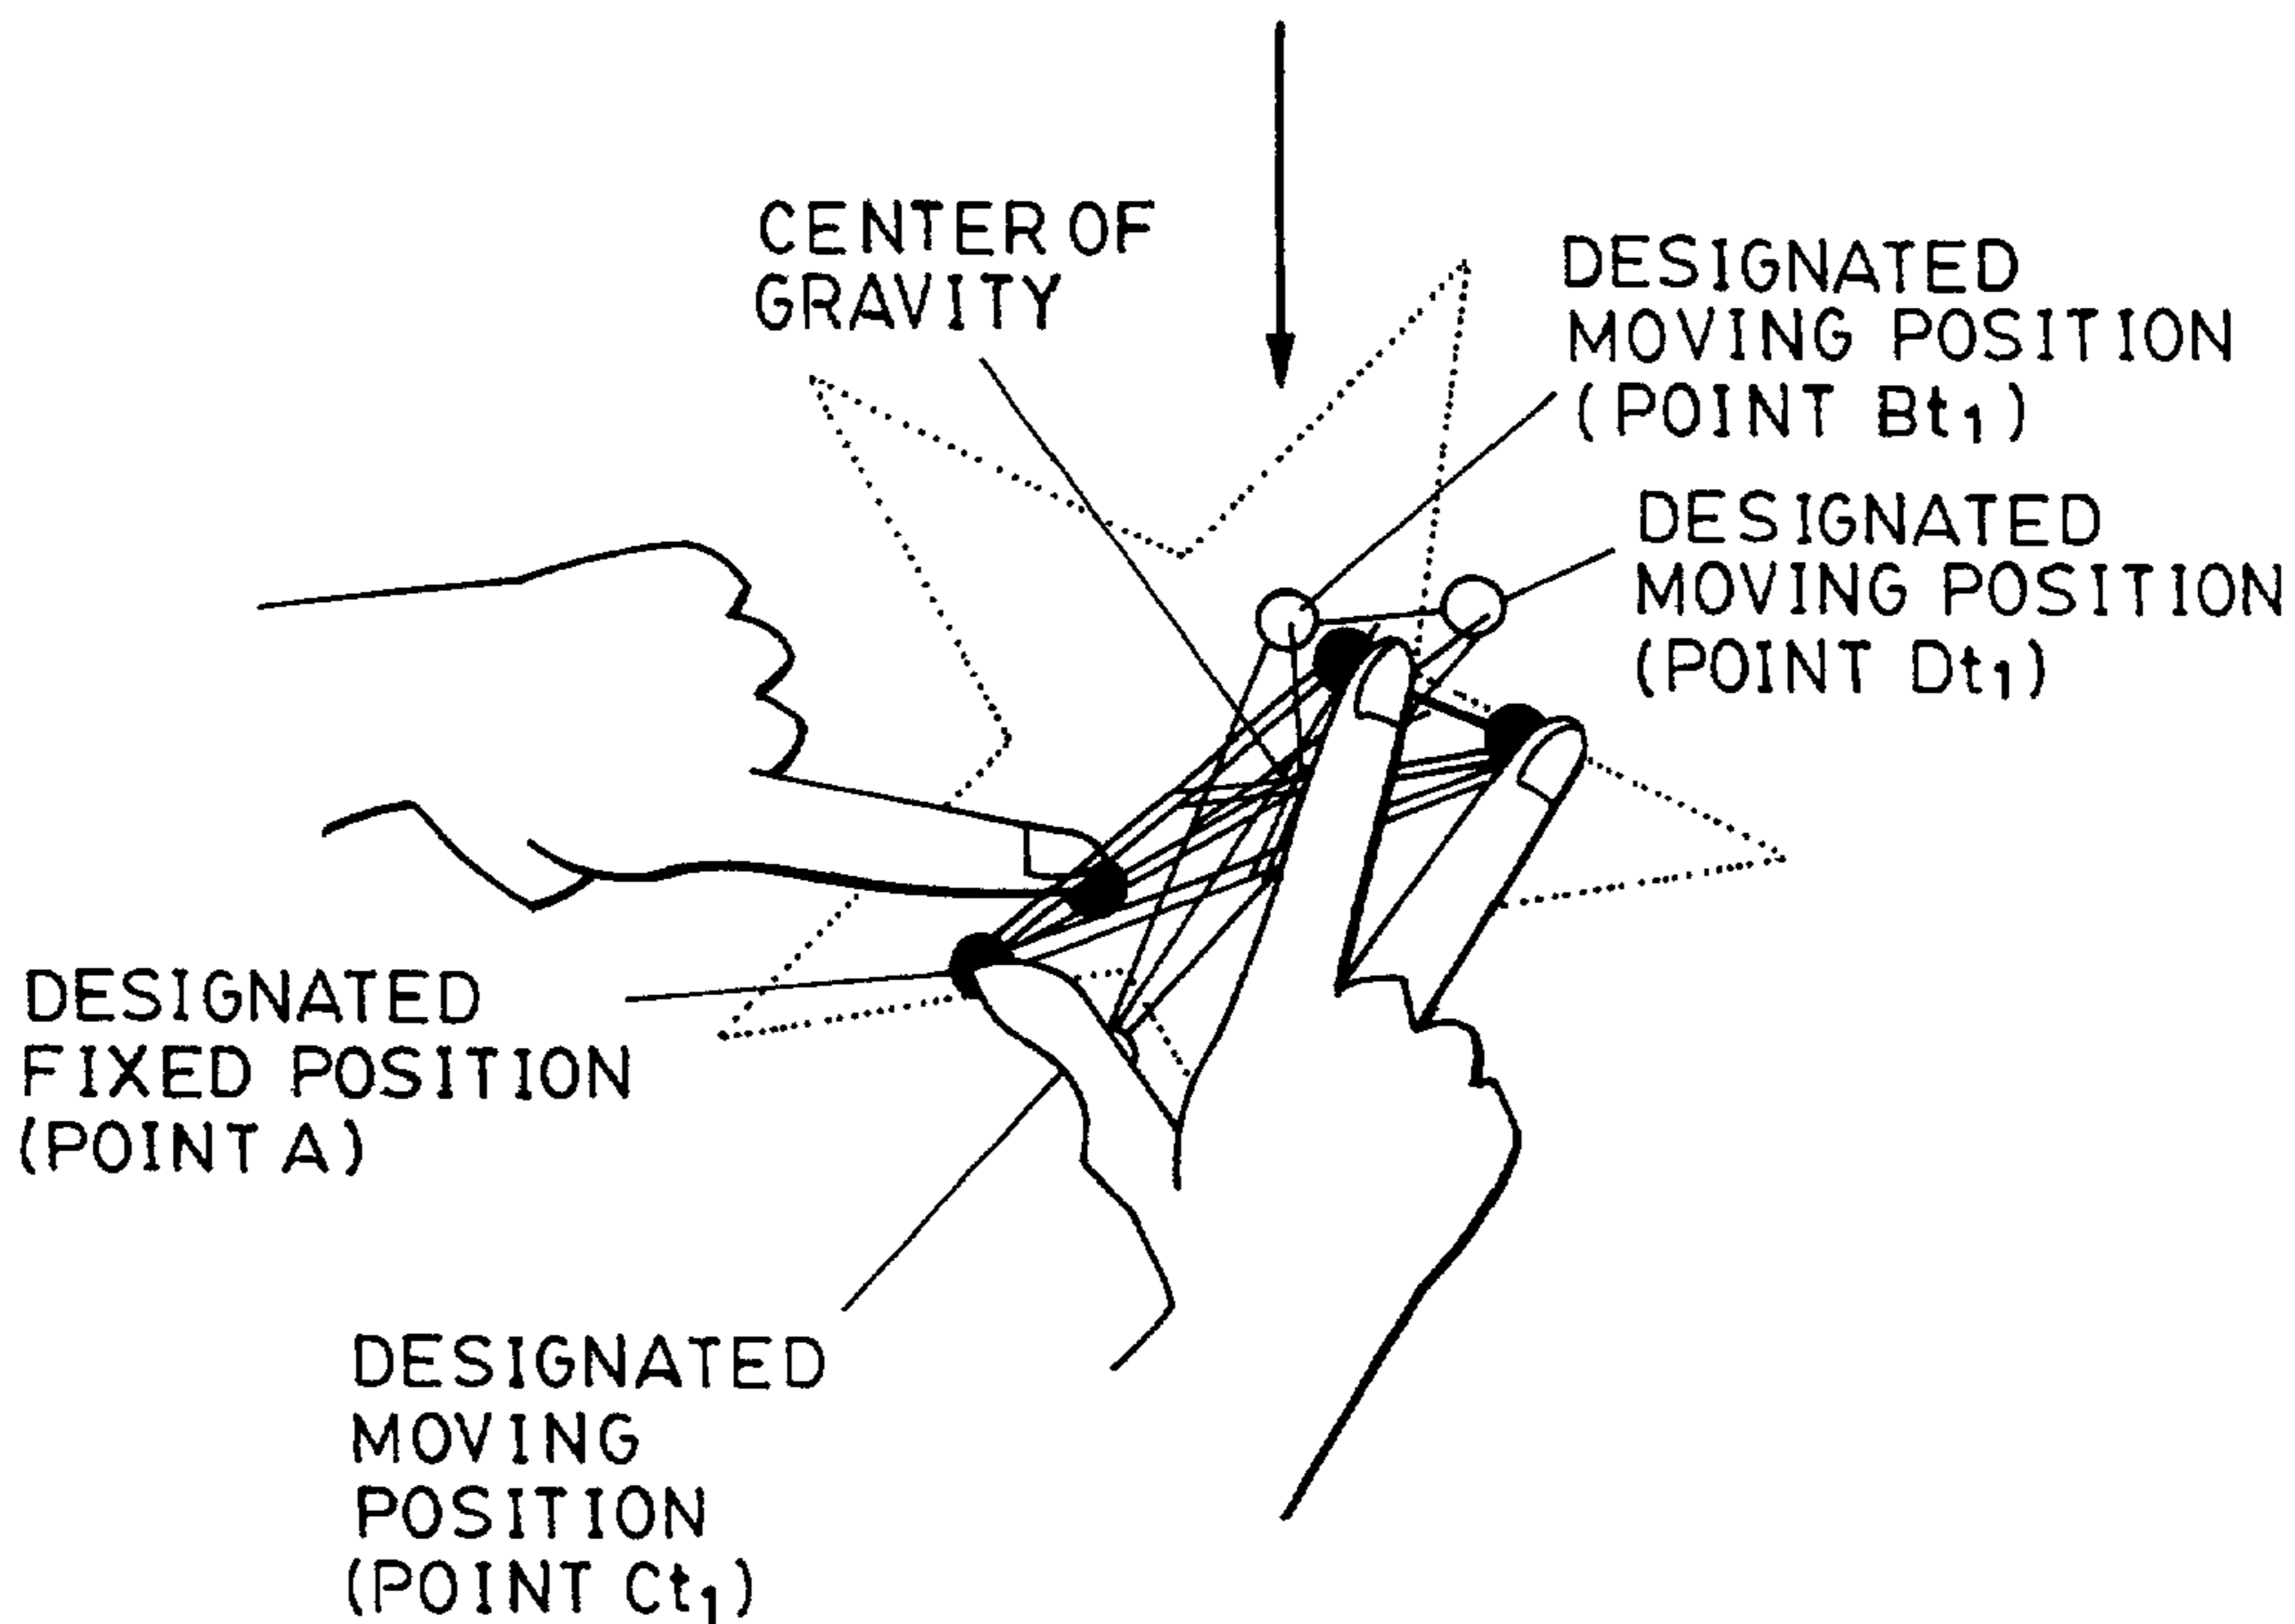 CENTER OF
GRAVITY
DESIGNATED
MOVING POSITION
(POINT Bt₁)
DESIGNATED
MOVING POSITION
(POINT Dt₁)
DESIGNATED
FIXED POSITION
(POINT A)
DESIGNATED
MOVING
POSITION
(POINT Ct₁)